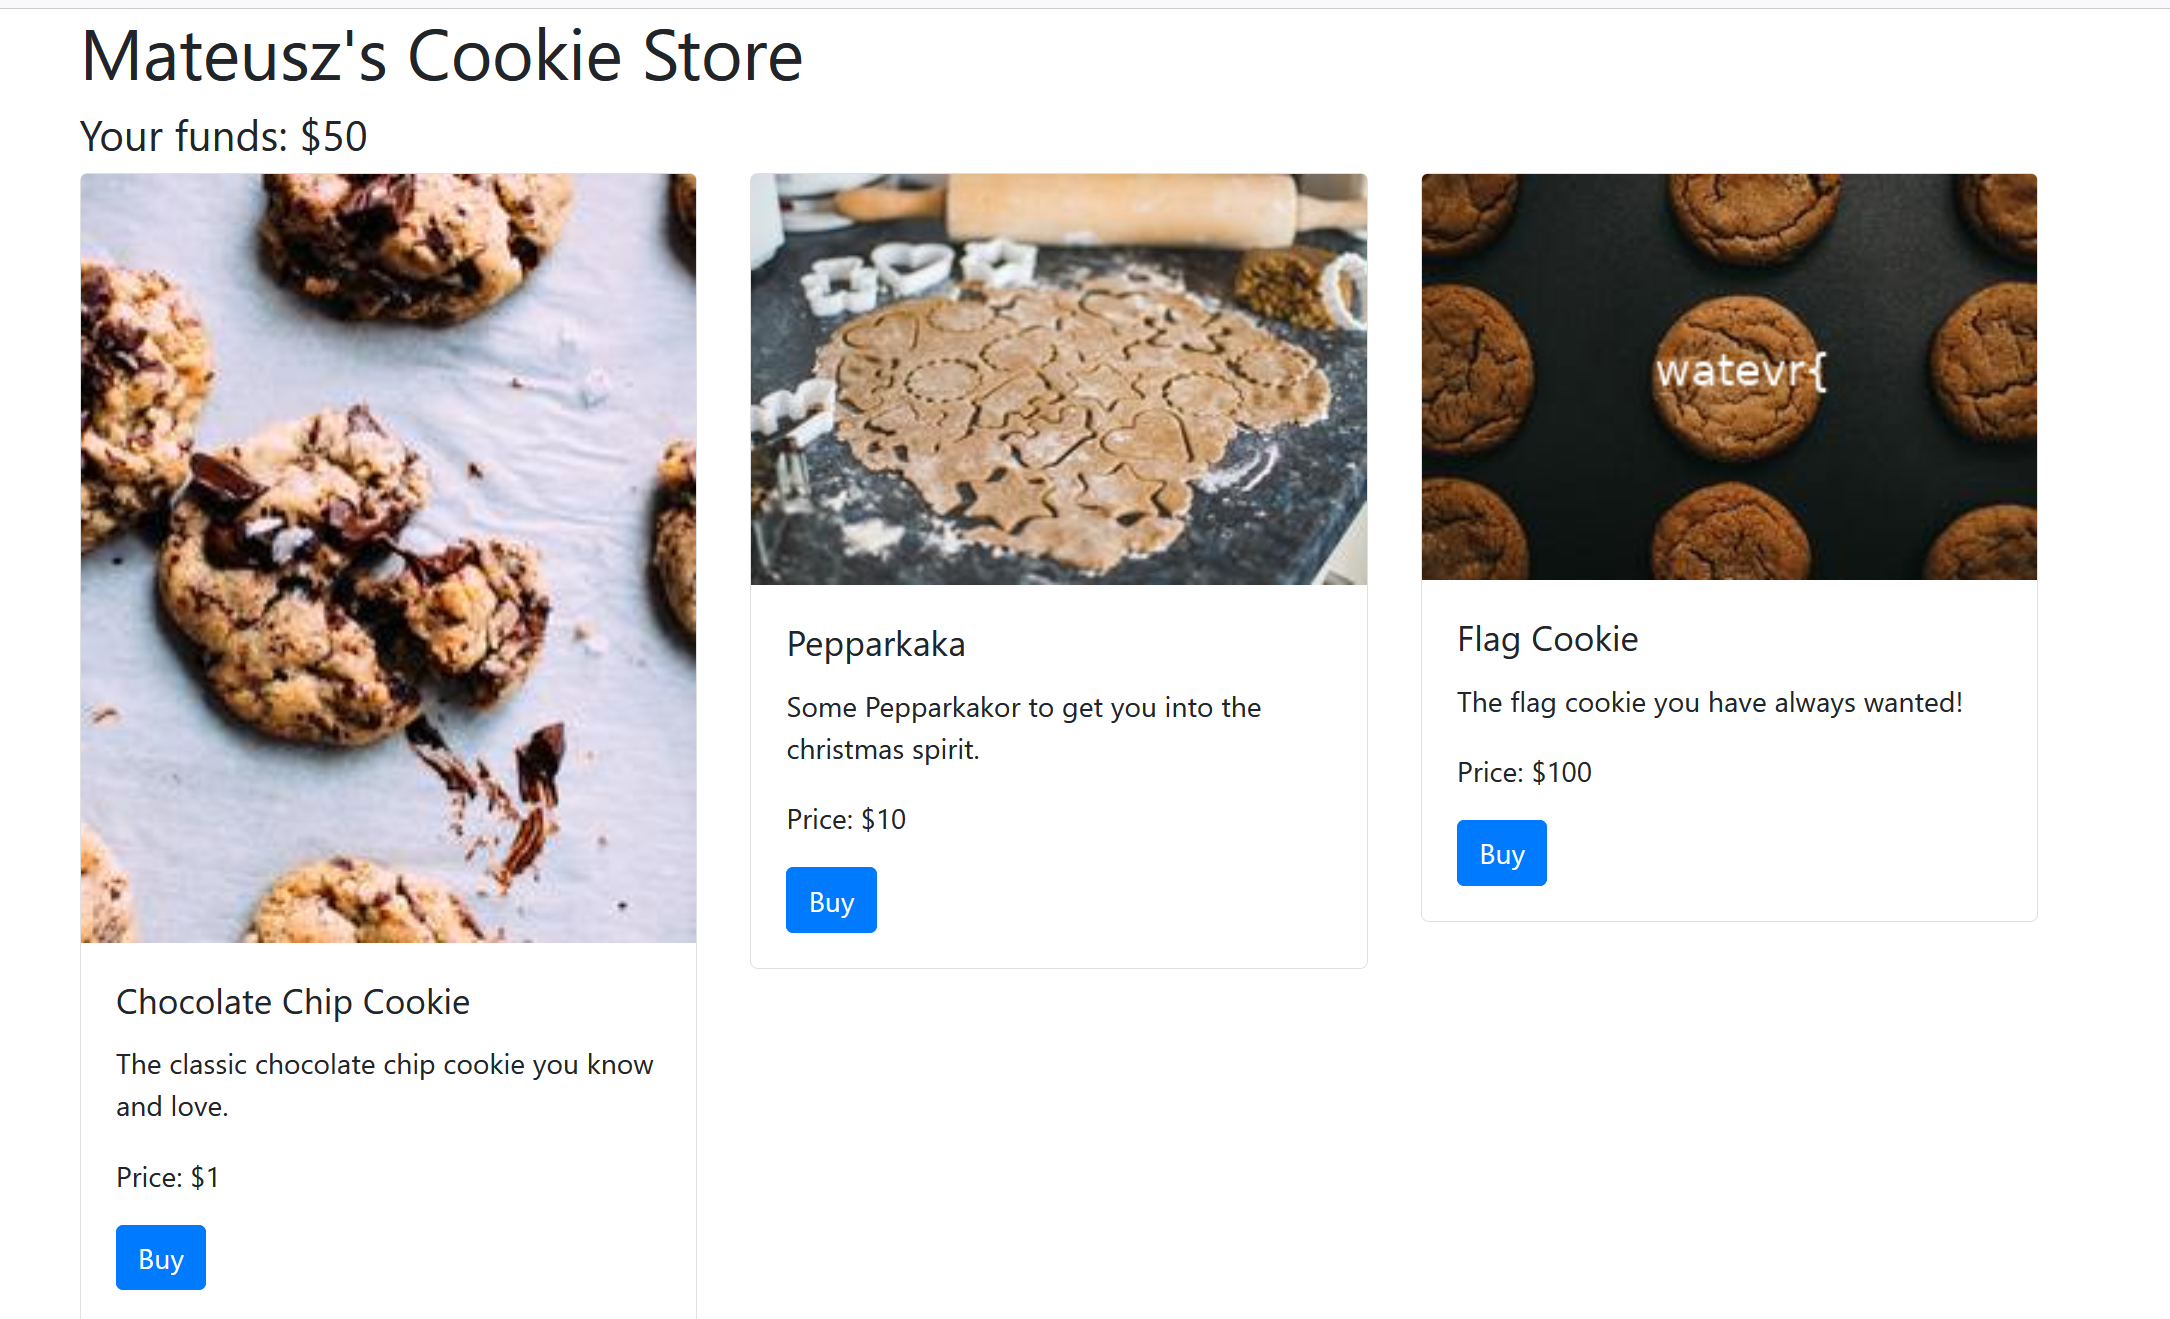 Mateusz's Cookie Store
Your funds: $50
Chocolate Chip Cookie
The classic chocolate chip cookie you know
and love.
Price: $1
Buy
Pepparkaka
Some Pepparkakor to get you into the
christmas spirit.
Price: $10
Buy
watevr{
Flag Cookie
The flag cookie you have always wanted!
Price: $100
Buy